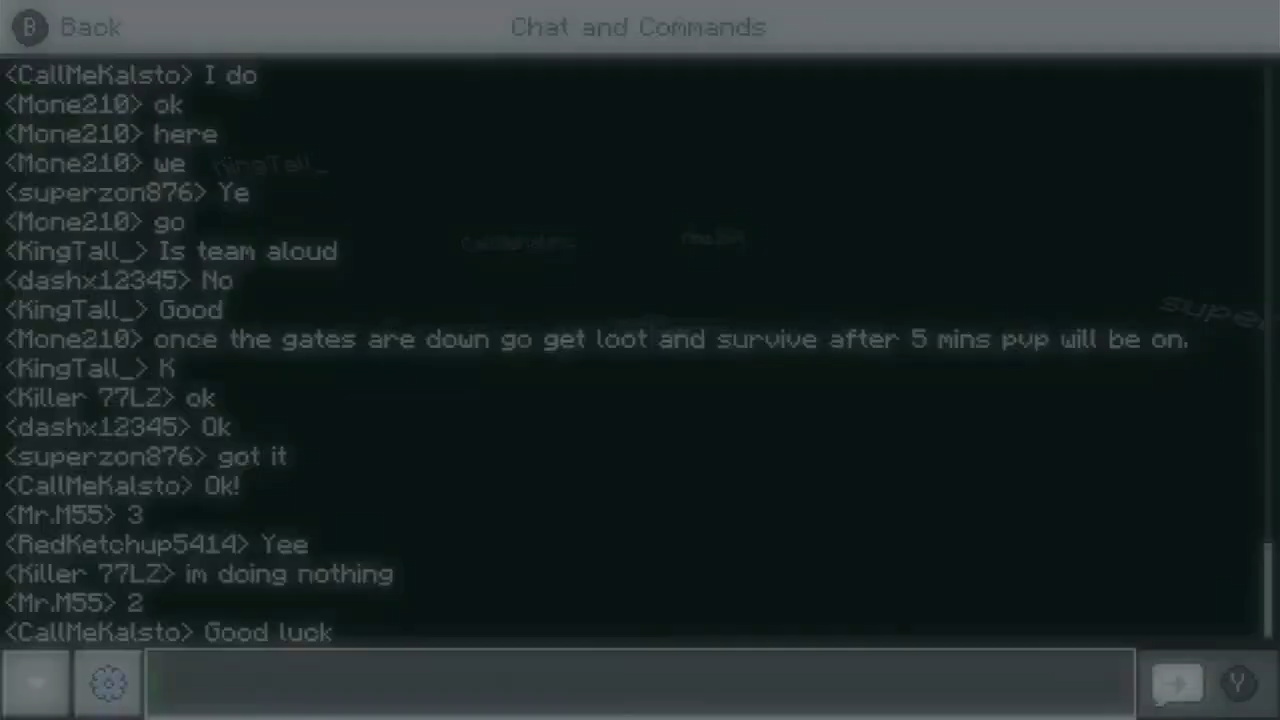 B Back
Chat and Commands
<CallMeKalsto> I do
<Mone210> ok
<Mone210> here
<Mone210> we
KingTall_
<superzon876> Ye
<Mone210> go
<KingTall_> Is team aloud
<dashx12345> No
<KingTall_> Good
super
<Mone210> once the gates are down go get loot and survive after 5 mins pvp will be on.
<KingTall_> K
<Killer 77LZ> ok
<dashx12345> Ok
<superzon876> got it
<CallMeKalsto> Ok!
<Mr.M55> 3
<RedKetchup5414> Yee
<Killer 77LZ> im doing nothing
<Mr.M55> 2
<CallMeKalsto> Good luck
Y